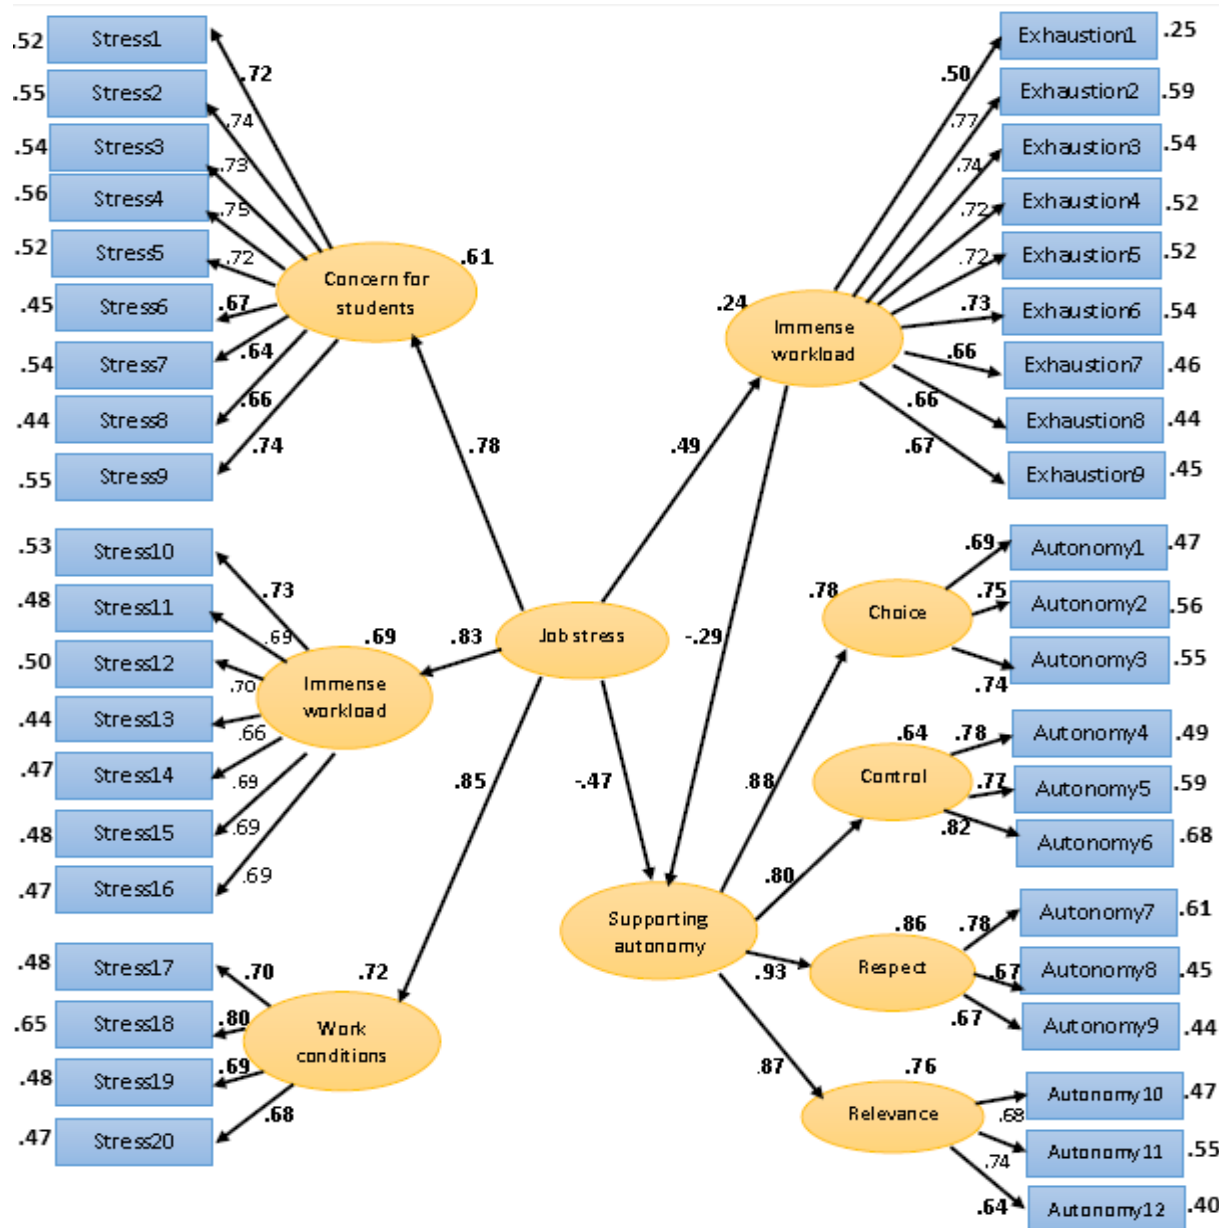 .52 Stress1
.72
.55 Stress2
.74
.54 Stress3
.73
.56 Stress4
.75
.52 Stress5
.72
.45 Stress6
.67
.54 Stress7
.64
.44 Stress8
.66
.55 Stress9
.74
Concern for
students
.61
.78
.53 Stress10
.73
.48 Stress11
.69
.50 Stress12
.70
.44 Stress13
.66
.47 Stress14
.69
.48 Stress15
.69
.47 Stress16
.69
Immense
workload
.69
.83
.48 Stress17
.70
.65 Stress18
.80
.48 Stress19
.69
.47 Stress20
.68
Work
conditions
.72
.85
Job stress
.49
-.47
-.29
.24
Immense
workload
.50
Exhaustion1 .25
.77
Exhaustion2 .59
.74
Exhaustion3 .54
.72
Exhaustion4 .52
.72
Exhaustion5 .52
.73
Exhaustion6 .54
.66
Exhaustion7 .46
.66
Exhaustion8 .44
.67
Exhaustion9 .45
Supporting
autonomy
.88
.78
Choice
.69
Autonomy1 .47
.75
Autonomy2 .56
.74
Autonomy3 .55
.80
.64
Control
.78
Autonomy4 .49
.77
Autonomy5 .59
.82
Autonomy6 .68
.93
.86
Respect
.78
Autonomy7 .61
.67
Autonomy8 .45
.67
Autonomy9 .44
.87
.76
Relevance
.68
Autonomy10 .47
.74
Autonomy11 .55
.64
Autonomy12 .40